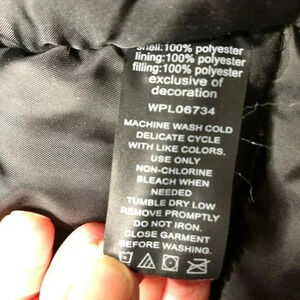 shell:100% polyester
lining:100% polyester
filling:100% polyester
exclusive of
decoration
WPL06734
MACHINE WASH COLD
DELICATE CYCLE
WITH LIKE COLORS.
USE ONLY
NON-CHLORINE
BLEACH WHEN
NEEDED
TUMBLE DRY LOW
REMOVE PROMPTLY
DO NOT IRON.
CLOSE GARMENT
BEFORE WASHING.